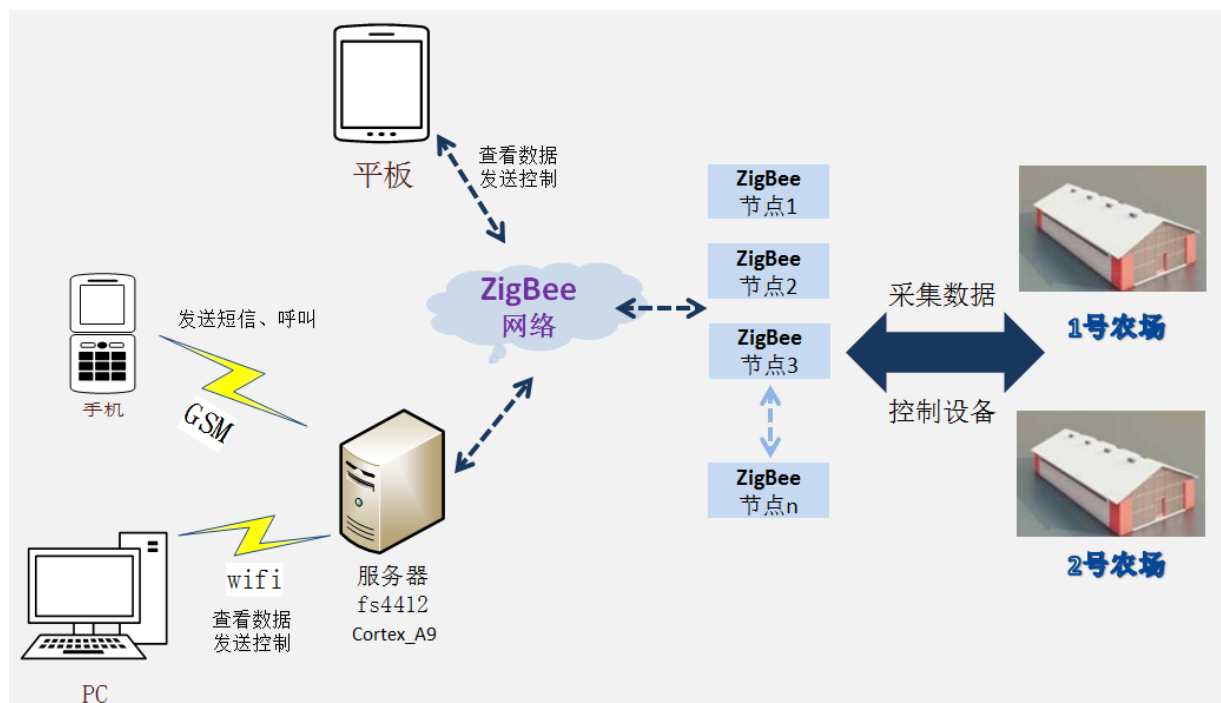 平板
查看数据
发送控制
ZigBee
节点1
ZigBee
节点2
ZigBee
节点3
ZigBee
节点n
ZigBee
网络
采集数据
控制设备
1号农场
2号农场
发送短信、呼叫
手机
GSM
wifi
查看数据
发送控制
服务器
fs4412
Cortex_A9
PC